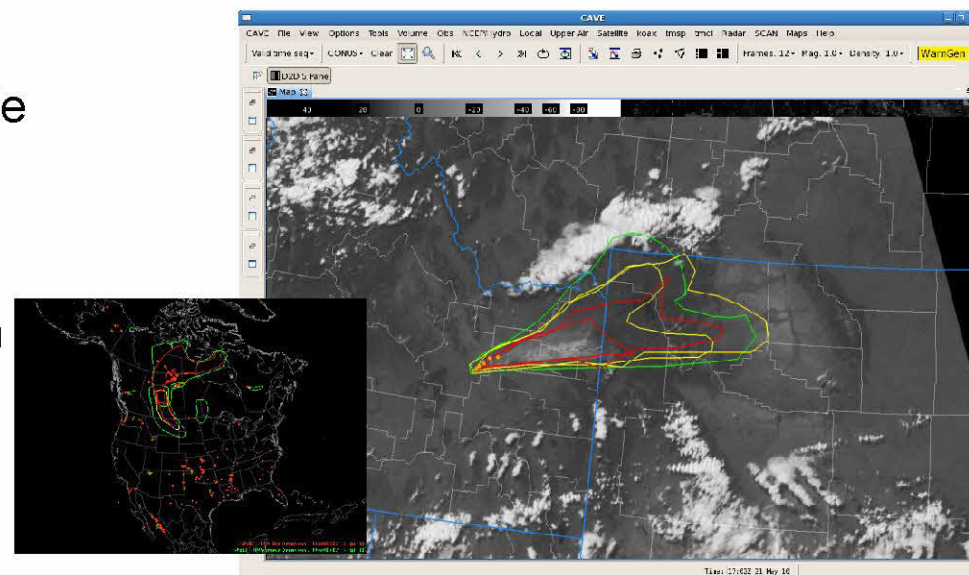 CAVE
CAVE File View Options Tools Volume Obs NCEP/Hydro Local Upper Air Satellite koax tmsp tmcl Radar SCAN Maps Help
Valid time seq CONUS Clear Frames: 12 Mag: 1.0 Density: 1.0 WarnGen
D2D 5 Pane
Map
e
40 20 0 -20 -40 -60 -80
Time: 17:02Z 21-May 10